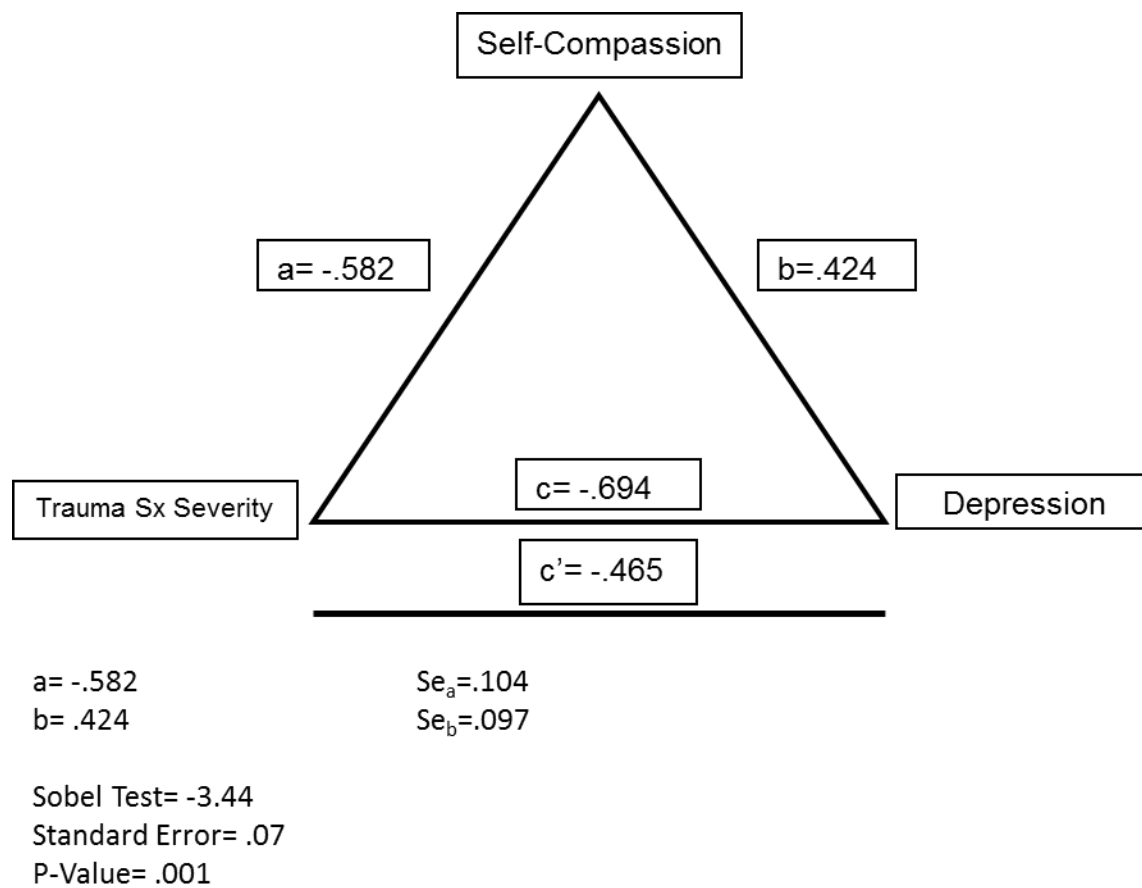 Self-Compassion
a= -.582
b=.424
c= -.694
Trauma Sx Severity
Depression
c’= -.465
a= -.582
Seₐ=.104
b= .424
Se_b=.097
Sobel Test= -3.44
Standard Error= .07
P-Value= .001